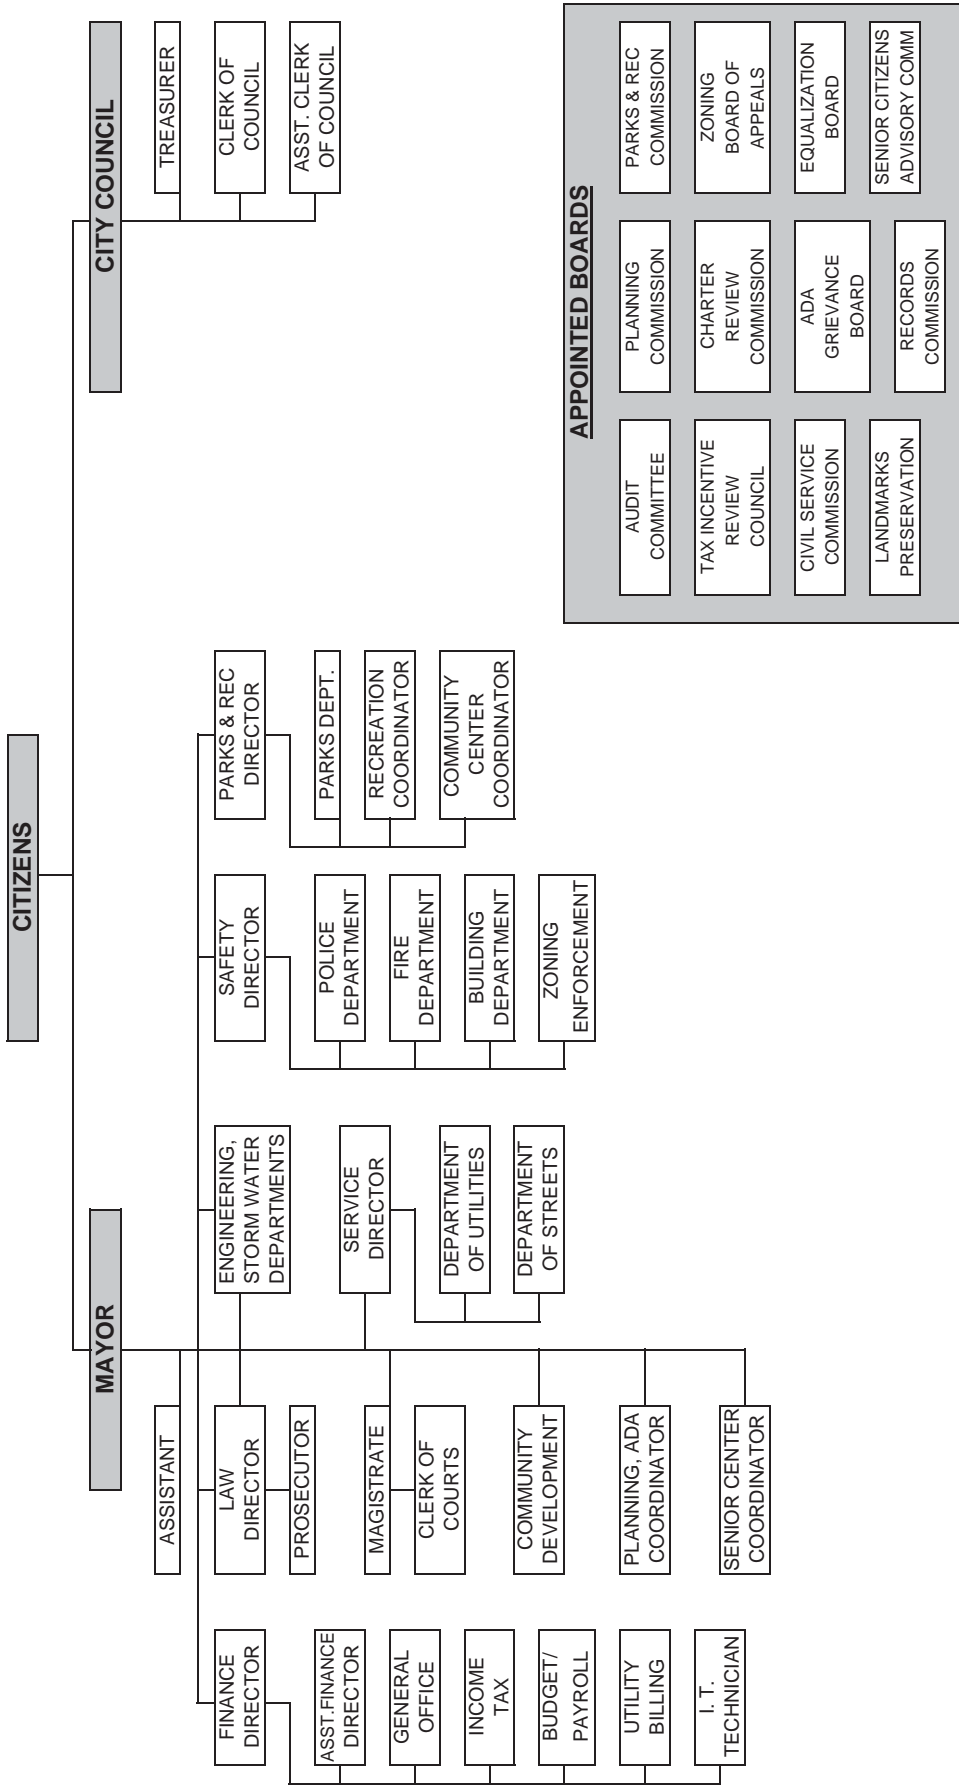 CITIZENS
MAYOR
CITY COUNCIL
ASSISTANT
TREASURER
CLERK OF
COUNCIL
ASST. CLERK
OF COUNCIL
FINANCE
DIRECTOR
ASST.FINANCE
DIRECTOR
GENERAL
OFFICE
INCOME
TAX
BUDGET/
PAYROLL
UTILITY
BILLING
I. T.
TECHNICIAN
LAW
DIRECTOR
PROSECUTOR
MAGISTRATE
CLERK OF
COURTS
COMMUNITY
DEVELOPMENT
PLANNING, ADA
COORDINATOR
SENIOR CENTER
COORDINATOR
ENGINEERING,
STORM WATER
DEPARTMENTS
SERVICE
DIRECTOR
DEPARTMENT
OF UTILITIES
DEPARTMENT
OF STREETS
SAFETY
DIRECTOR
POLICE
DEPARTMENT
FIRE
DEPARTMENT
BUILDING
DEPARTMENT
ZONING
ENFORCEMENT
PARKS & REC
DIRECTOR
PARKS DEPT.
RECREATION
COORDINATOR
COMMUNITY
CENTER
COORDINATOR
APPOINTED BOARDS
AUDIT
COMMITTEE
PLANNING
COMMISSION
PARKS & REC
COMMISSION
TAX INCENTIVE
REVIEW
COUNCIL
CHARTER
REVIEW
COMMISSION
ZONING
BOARD OF
APPEALS
CIVIL SERVICE
COMMISSION
ADA
GRIEVANCE
BOARD
EQUALIZATION
BOARD
LANDMARKS
PRESERVATION
RECORDS
COMMISSION
SENIOR CITIZENS
ADVISORY COMM